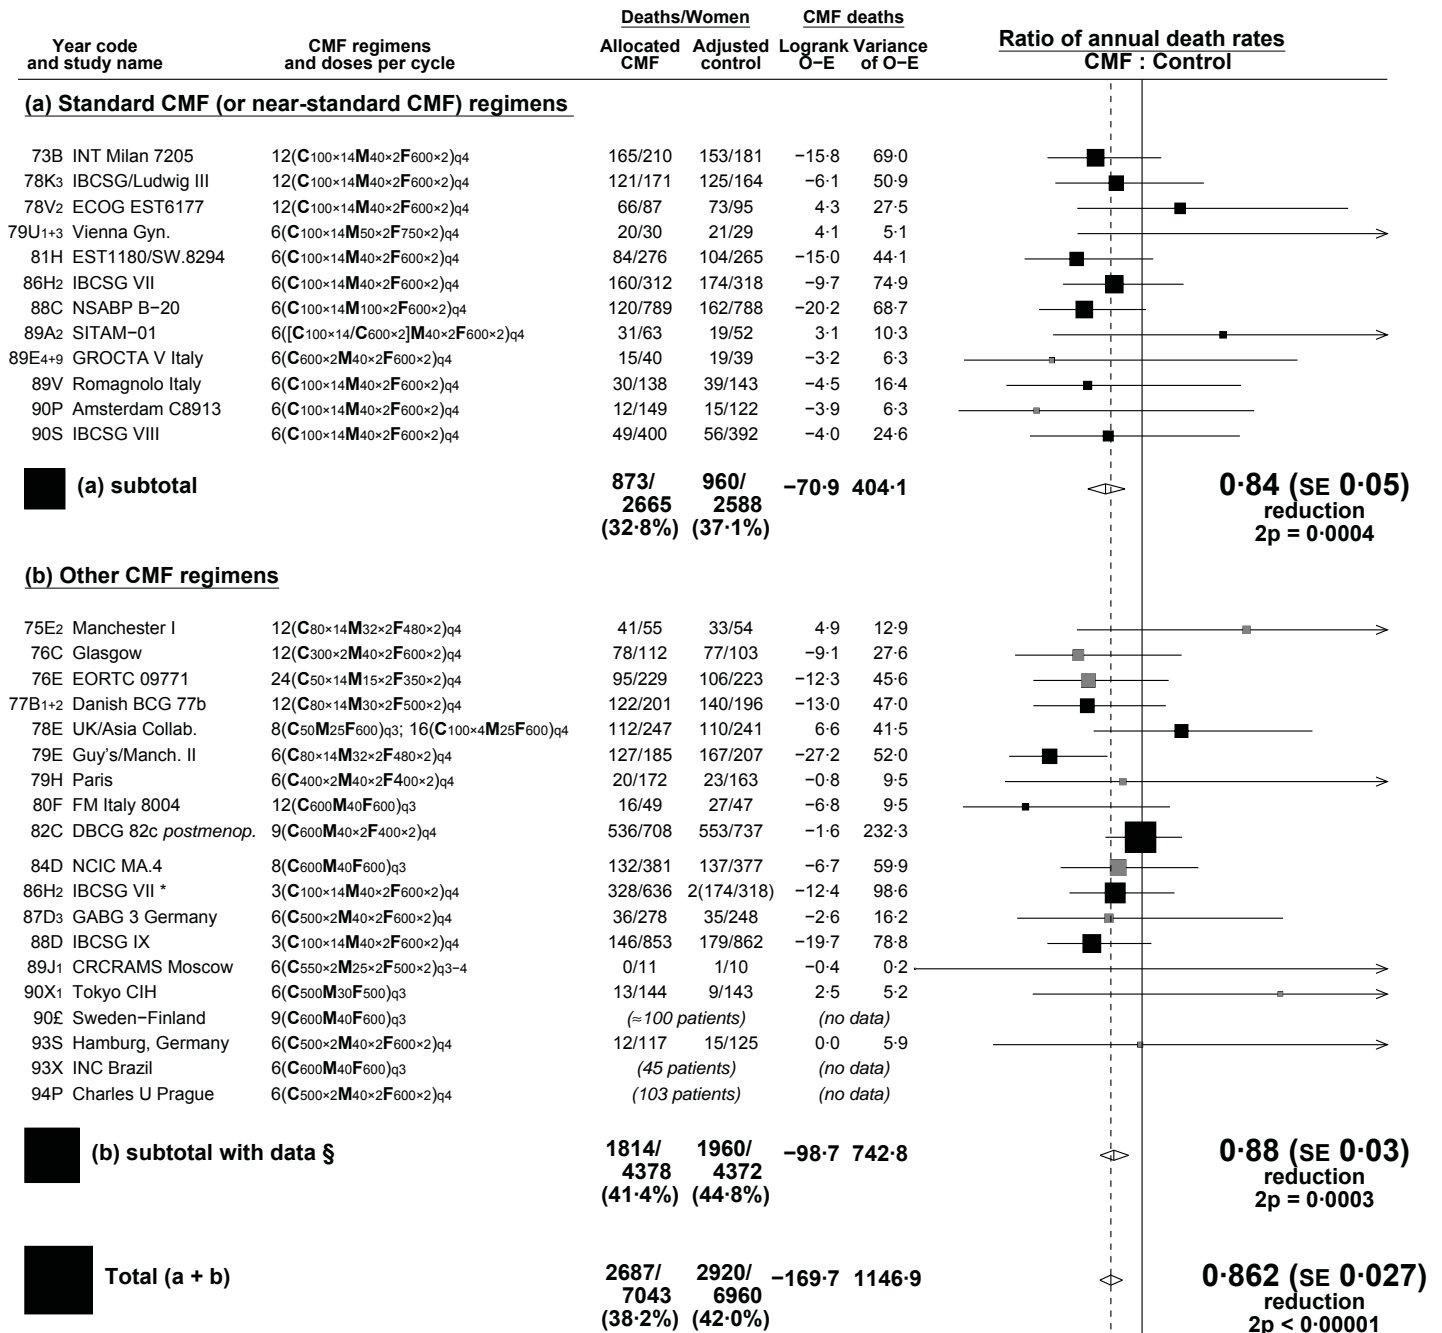 Deaths/Women CMF deaths
Year code and study name CMF regimens and doses per cycle Allocated CMF Adjusted control Logrank O−E Variance of O−E Ratio of annual death rates CMF : Control
(a) Standard CMF (or near-standard CMF) regimens
73B INT Milan 7205 12(C100×14M40×2F600×2)q4 165/210 153/181 −15·8 69·0
78K3 IBCSG/Ludwig III 12(C100×14M40×2F600×2)q4 121/171 125/164 −6·1 50·9
78V2 ECOG EST6177 12(C100×14M40×2F600×2)q4 66/87 73/95 4·3 27·5
79U1+3 Vienna Gyn. 6(C100×14M50×2F750×2)q4 20/30 21/29 4·1 5·1
81H EST1180/SW.8294 6(C100×14M40×2F600×2)q4 84/276 104/265 −15·0 44·1
86H2 IBCSG VII 6(C100×14M40×2F600×2)q4 160/312 174/318 −9·7 74·9
88C NSABP B−20 6(C100×14M100×2F600×2)q4 120/789 162/788 −20·2 68·7
89A2 SITAM−01 6([C100×14/C600×2]M40×2F600×2)q4 31/63 19/52 3·1 10·3
89E4+9 GROCTA V Italy 6(C600×2M40×2F600×2)q4 15/40 19/39 −3·2 6·3
89V Romagnolo Italy 6(C100×14M40×2F600×2)q4 30/138 39/143 −4·5 16·4
90P Amsterdam C8913 6(C100×14M40×2F600×2)q4 12/149 15/122 −3·9 6·3
90S IBCSG VIII 6(C100×14M40×2F600×2)q4 49/400 56/392 −4·0 24·6
(a) subtotal 873/ 960/ −70·9 404·1 0·84 (SE 0·05)
2665 2588 reduction
(32·8%) (37·1%) 2p = 0·0004
(b) Other CMF regimens
75E2 Manchester I 12(C80×14M32×2F480×2)q4 41/55 33/54 4·9 12·9
76C Glasgow 12(C300×2M40×2F600×2)q4 78/112 77/103 −9·1 27·6
76E EORTC 09771 24(C50×14M15×2F350×2)q4 95/229 106/223 −12·3 45·6
77B1+2 Danish BCG 77b 12(C80×14M30×2F500×2)q4 122/201 140/196 −13·0 47·0
78E UK/Asia Collab. 8(C50M25F600)q3; 16(C100×4M25F600)q4 112/247 110/241 6·6 41·5
79E Guy's/Manch. II 6(C80×14M32×2F480×2)q4 127/185 167/207 −27·2 52·0
79H Paris 6(C400×2M40×2F400×2)q4 20/172 23/163 −0·8 9·5
80F FM Italy 8004 12(C600M40F600)q3 16/49 27/47 −6·8 9·5
82C DBCG 82c postmenop. 9(C600M40×2F400×2)q4 536/708 553/737 −1·6 232·3
84D NCIC MA.4 8(C600M40F600)q3 132/381 137/377 −6·7 59·9
86H2 IBCSG VII * 3(C100×14M40×2F600×2)q4 328/636 2(174/318) −12·4 98·6
87D3 GABG 3 Germany 6(C500×2M40×2F600×2)q4 36/278 35/248 −2·6 16·2
88D IBCSG IX 3(C100×14M40×2F600×2)q4 146/853 179/862 −19·7 78·8
89J1 CRCRAMS Moscow 6(C550×2M25×2F500×2)q3−4 0/11 1/10 −0·4 0·2
90X1 Tokyo CIH 6(C500M30F500)q3 13/144 9/143 2·5 5·2
90£ Sweden−Finland 9(C600M40F600)q3 (≈100 patients) (no data)
93S Hamburg, Germany 6(C500×2M40×2F600×2)q4 12/117 15/125 0·0 5·9
93X INC Brazil 6(C600M40F600)q3 (45 patients) (no data)
94P Charles U Prague 6(C500×2M40×2F600×2)q4 (103 patients) (no data)
(b) subtotal with data § 1814/ 1960/ −98·7 742·8 0·88 (SE 0·03)
4378 4372 reduction
(41·4%) (44·8%) 2p = 0·0003
Total (a + b) 2687/ 2920/ −169·7 1146·9 0·862 (SE 0·027)
7043 6960 reduction
(38·2%) (42·0%) 2p < 0·00001